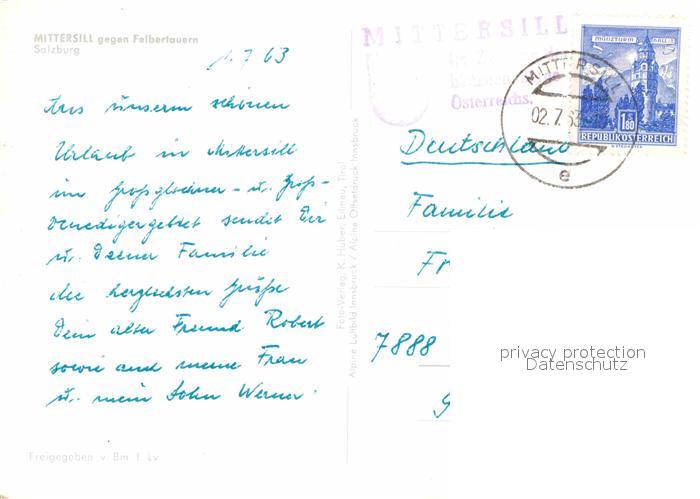 MITTERSILL gegen Felbertauern
Salzburg
1. 7 63
Aus unserm schönen
Urlaub in Mittersill
im Großglockner- u. Groß-
venedigergebiet sendet Dir
u. Deiner Familie
die herzlichsten Grüße
Dein alter Freund Robert
sowie und meine Frau
u. mein Sohn Werner.
Freigegeben v. Bm f. Lv.
Foto-Verlag K. Huber, Ellmau, Tirol
Alpine Luftbild Innsbruck / Alpine Offsetdruck Innsbruck
MITTERSILL
Österreichs.
MITTERSILL
02. 7. 63
e
MÜNZTURM HALL I. T.
1.80
REPUBLIK ÖSTERREICH
Deutschland
Familie
Fr
7888
privacy protection
Datenschutz